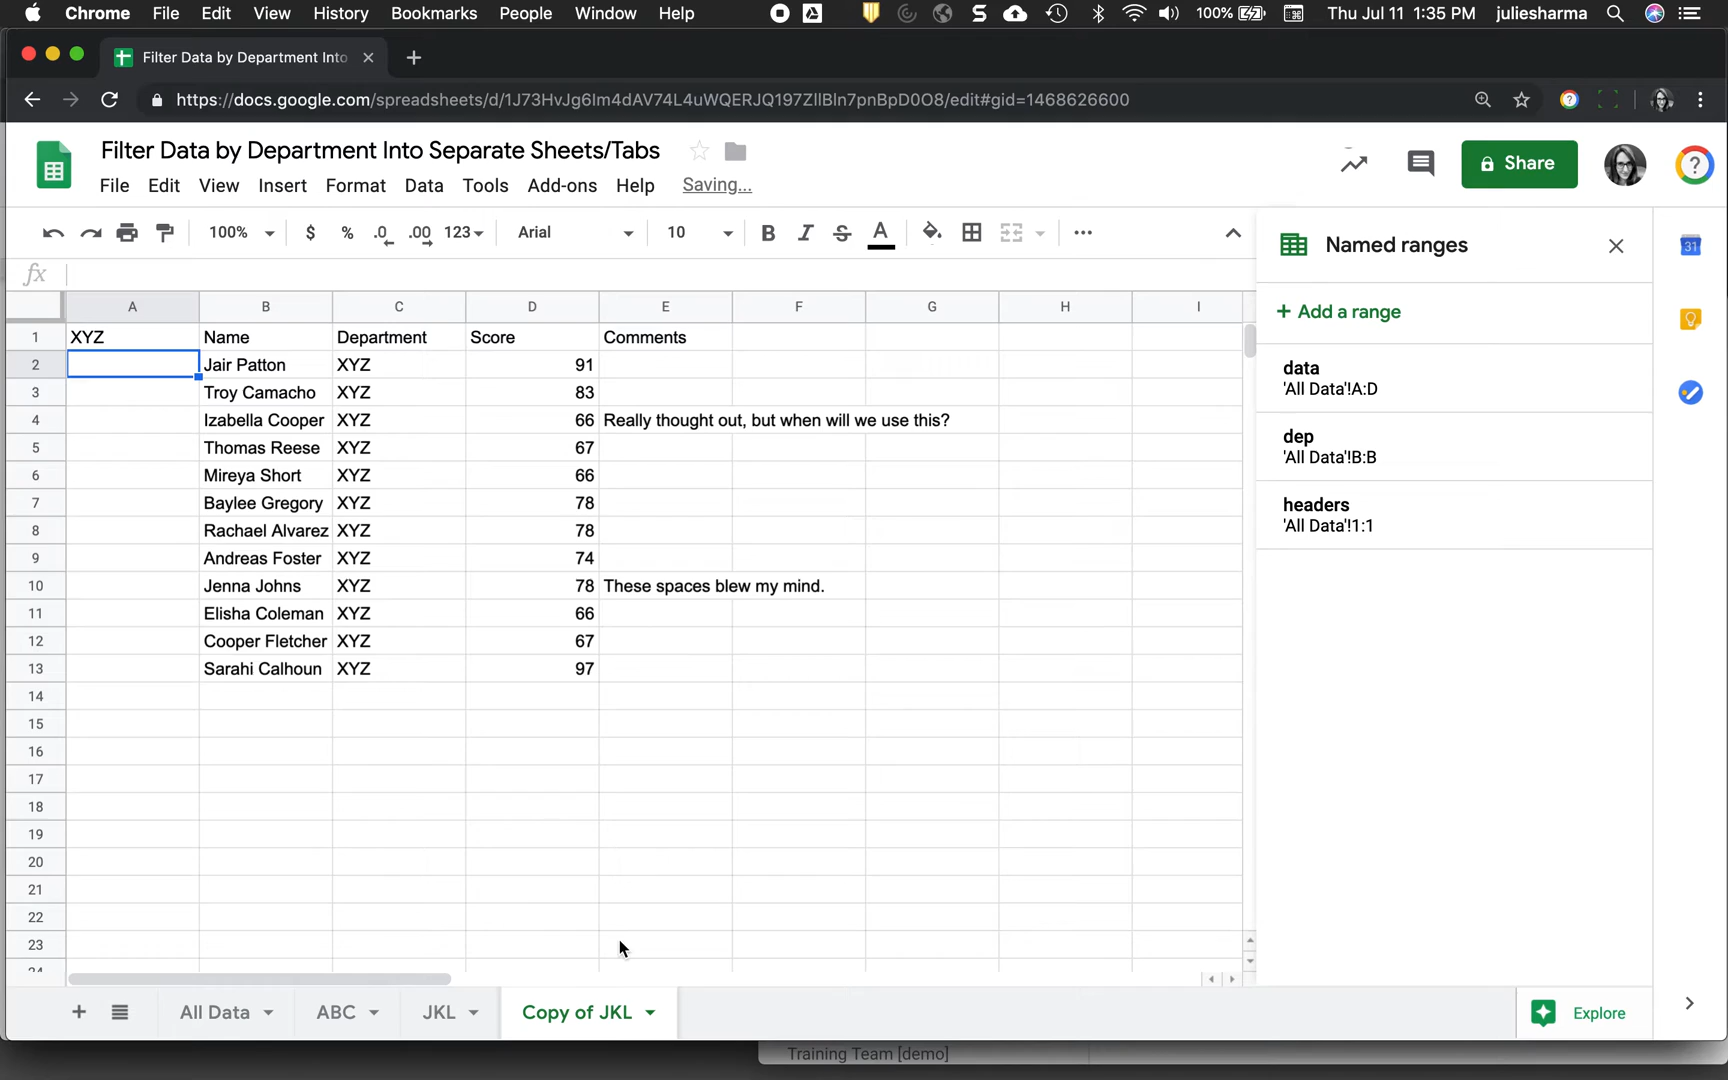 Chrome File Edit View History Bookmarks People Window Help 100% Thu Jul 11 1:35 PM juliesharma
Filter Data by Department Into
https://docs.google.com/spreadsheets/d/1J73HvJg6Im4dAV74L4uWQERJQ197ZllBln7pnBpD0O8/edit#gid=1468626600
Filter Data by Department Into Separate Sheets/Tabs
File Edit View Insert Format Data Tools Add-ons Help Saving...
Share
100% $ % .0 .00 123 Arial 10 B I S A
fx
Named ranges
+ Add a range
data
'All Data'!A:D
dep
'All Data'!B:B
headers
'All Data'!1:1
A B C D E F G H I
1 XYZ Name Department Score Comments
2 Jair Patton XYZ 91
3 Troy Camacho XYZ 83
4 Izabella Cooper XYZ 66 Really thought out, but when will we use this?
5 Thomas Reese XYZ 67
6 Mireya Short XYZ 66
7 Baylee Gregory XYZ 78
8 Rachael Alvarez XYZ 78
9 Andreas Foster XYZ 74
10 Jenna Johns XYZ 78 These spaces blew my mind.
11 Elisha Coleman XYZ 66
12 Cooper Fletcher XYZ 67
13 Sarahi Calhoun XYZ 97
14
15
16
17
18
19
20
21
22
23
24
+ All Data ABC JKL Copy of JKL Explore
Training Team [demo]
31